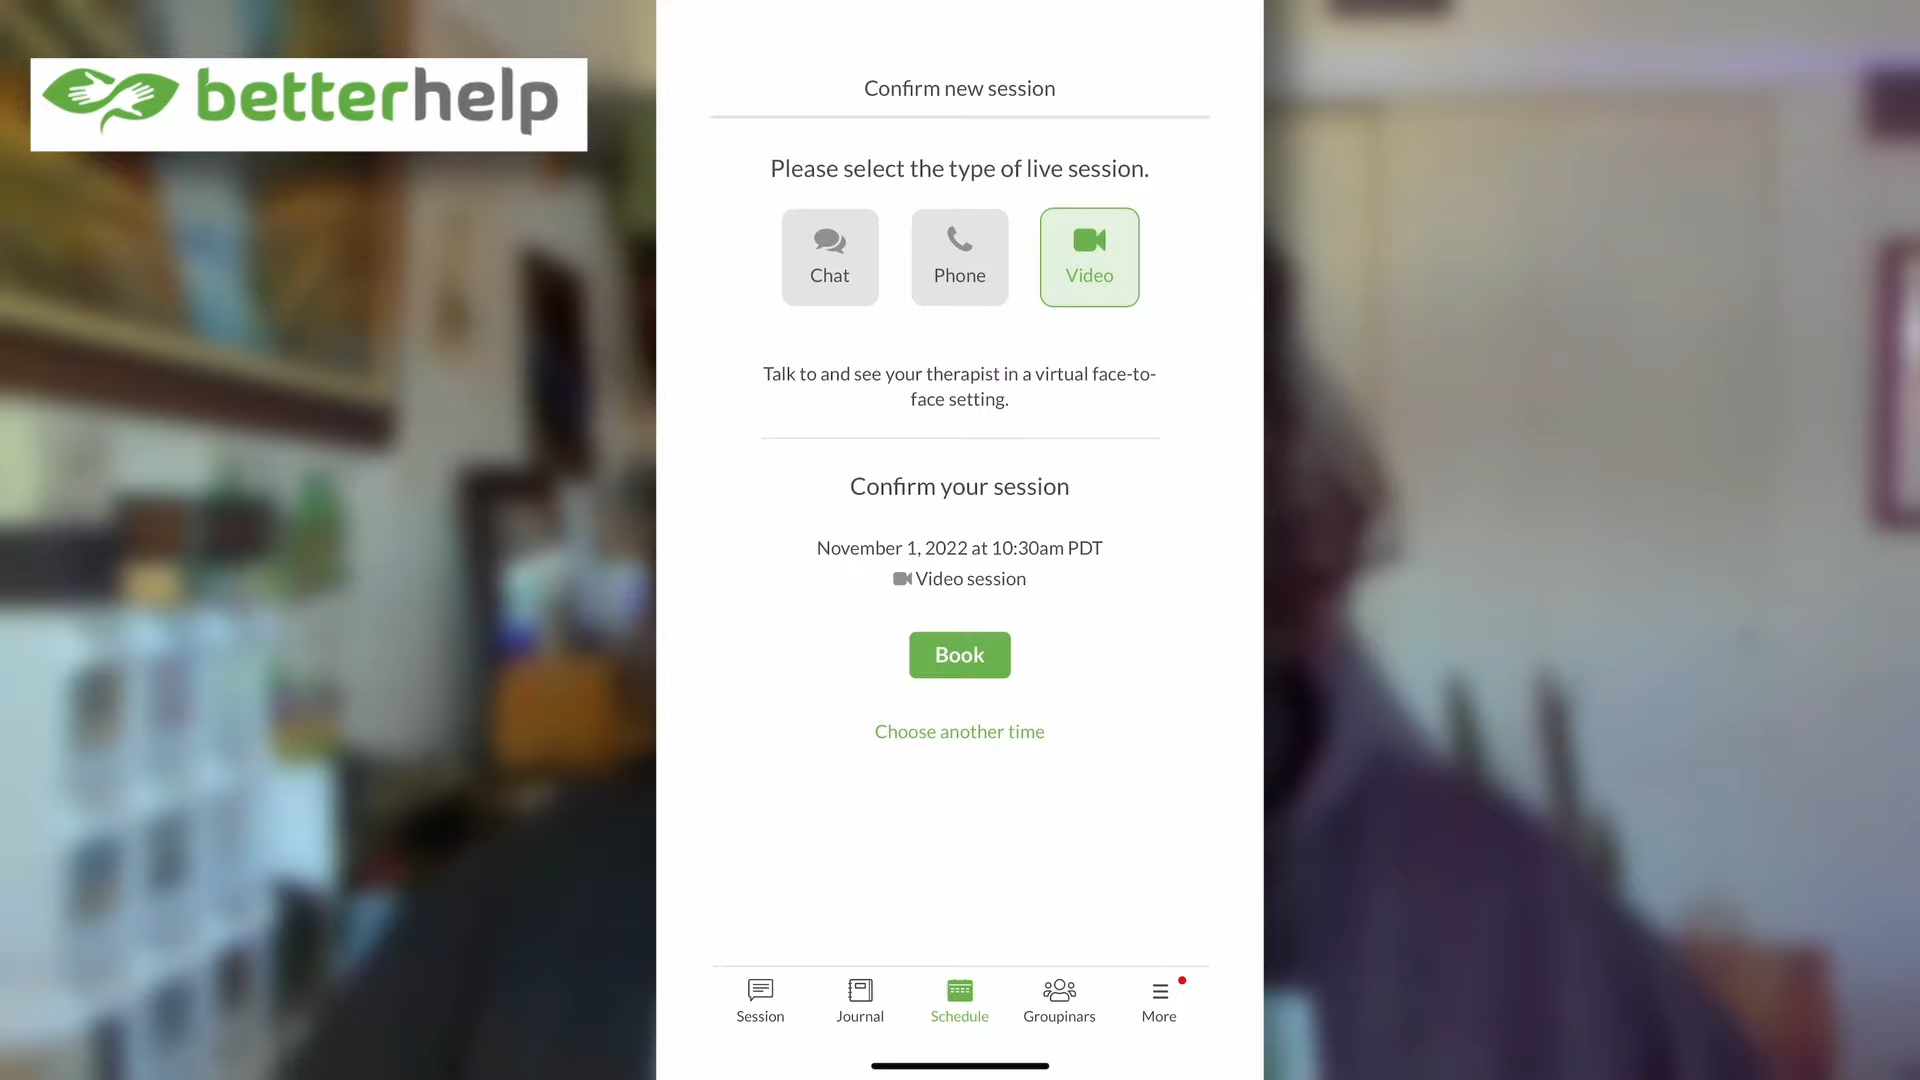 betterhelp
Confirm new session
Please select the type of live session.
Chat
Phone
Video
Talk to and see your therapist in a virtual face-to-
face setting.
Confirm your session
November 1, 2022 at 10:30am PDT
Video session
Book
Choose another time
Session
Journal
Schedule
Groupinars
More